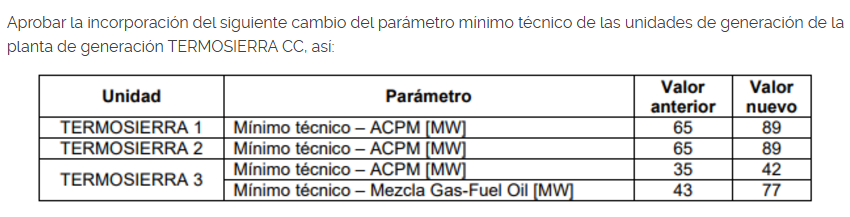 Aprobar la incorporación del siguiente cambio del parámetro mínimo técnico de las unidades de generación de la
planta de generación TERMOSIERRA CC, así:
Unidad Parámetro Valor anterior Valor nuevo
TERMOSIERRA 1 Mínimo técnico – ACPM [MW] 65 89
TERMOSIERRA 2 Mínimo técnico – ACPM [MW] 65 89
TERMOSIERRA 3 Mínimo técnico – ACPM [MW] 35 42
Mínimo técnico – Mezcla Gas-Fuel Oil [MW] 43 77